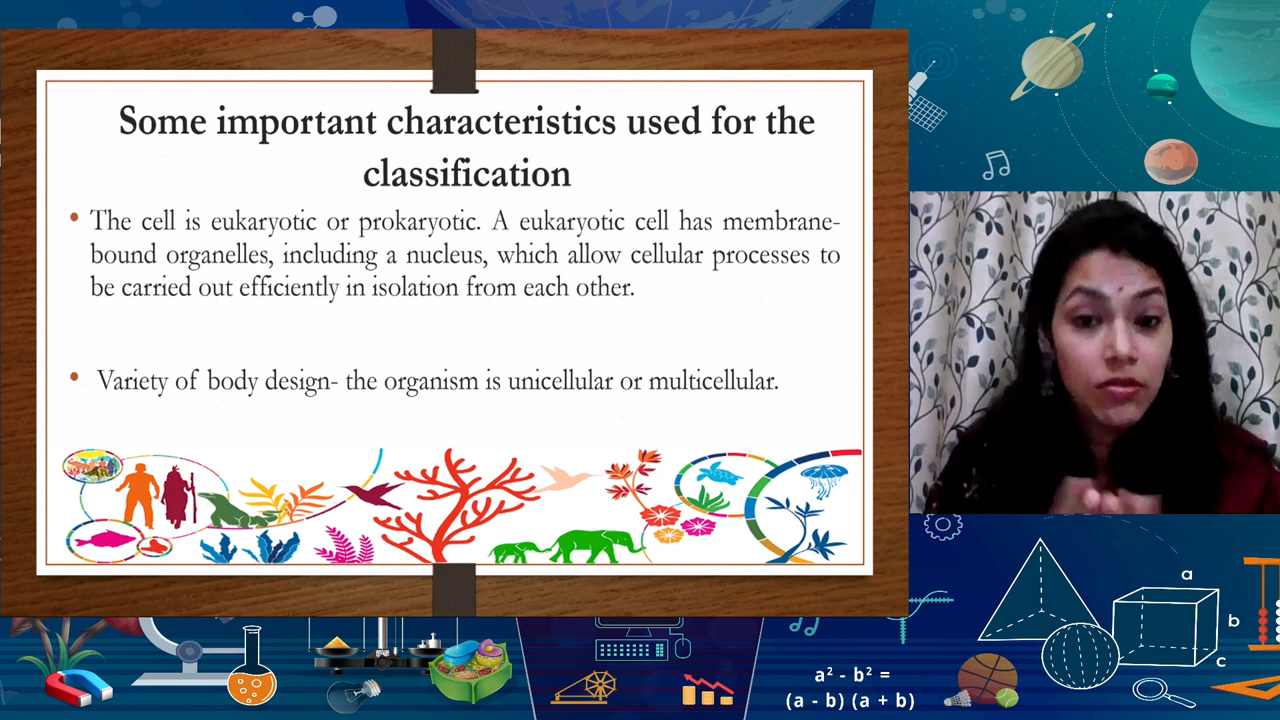 Some important characteristics used for the
classification
• The cell is eukaryotic or prokaryotic. A eukaryotic cell has membrane-
bound organelles, including a nucleus, which allow cellular processes to
be carried out efficiently in isolation from each other.
• Variety of body design- the organism is unicellular or multicellular.
a
b
c
a² - b² =
(a - b) (a + b)